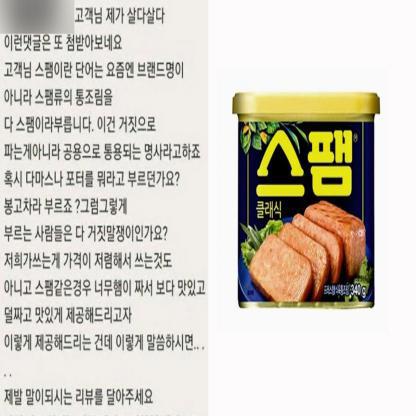 고객님 제가 살다살다
이런댓글은 또 첨받아보네요
고객님 스팸이란 단어는 요즘엔 브랜드명이
아니라 스팸류의 통조림을
다 스팸이라부릅니다. 이건 거짓으로
파는게아니라 공용으로 통용되는 명사라고하죠
혹시 다마스나 포터를 뭐라고 부르던가요?
봉고차라 부르죠 ?그럼그렇게
부르는 사람들은 다 거짓말쟁이인가요?
저희가쓰는게 가격이 저렴해서 쓰는것도
아니고 스팸같은경우 너무햄이 짜서 보다 맛있고
덜짜고 맛있게 제공해드리고자
이렇게 제공해드리는 건데 이렇게 말씀하시면.. .
. .
제발 말이되시는 리뷰를 달아주세요
스팸®
클래식
340g